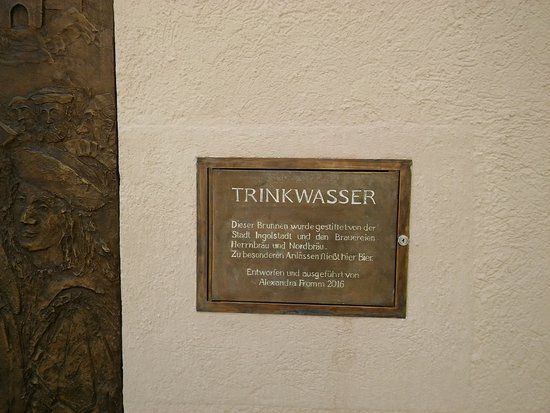 TRINKWASSER
Dieser Brunnen wurde gestiftet von der
Stadt Ingolstadt und den Brauereien
Herrnbräu und Nordbräu.
Zu besonderen Anlässen fließt hier Bier.
Entworfen und ausgeführt von
Alexandra Fromm 2016